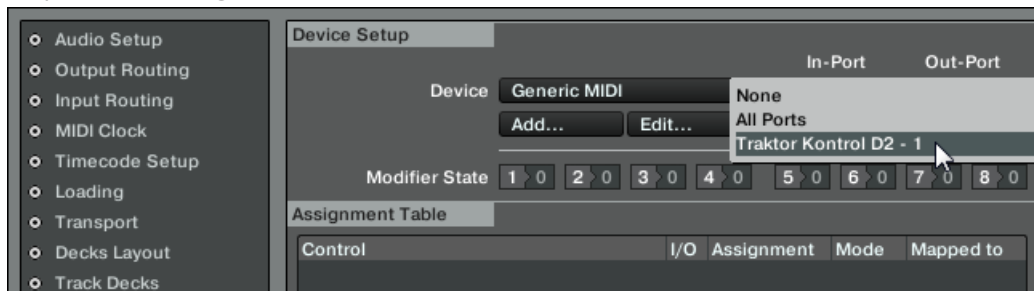 Audio Setup
Output Routing
Input Routing
MIDI Clock
Timecode Setup
Loading
Transport
Decks Layout
Track Decks
Device Setup
In-Port Out-Port
Device Generic MIDI
None
All Ports
Traktor Kontrol D2 - 1
Add... Edit...
Modifier State 1 0 2 0 3 0 4 0 5 0 6 0 7 0 8 0
Assignment Table
Control I/O Assignment Mode Mapped to